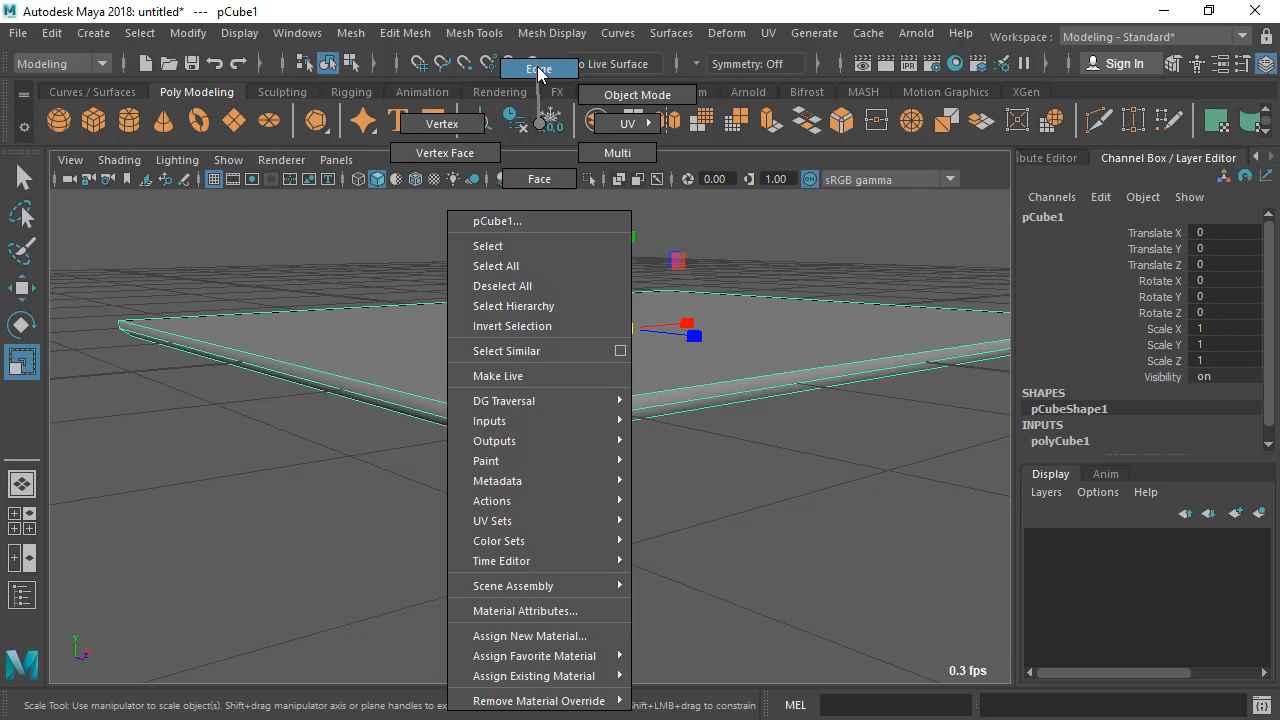 Autodesk Maya 2018: untitled* --- pCube1
File Edit Create Select Modify Display Windows Mesh Edit Mesh Mesh Tools Mesh Display Curves Surfaces Deform UV Generate Cache Arnold Help Workspace: Modeling - Standard*
Modeling o Live Surface Symmetry: Off Sign In
Edge
Curves / Surfaces Poly Modeling Sculpting Rigging Animation Rendering FX m Arnold Bifrost MASH Motion Graphics XGen
Object Mode
Vertex UV
0,0
Vertex Face Multi
Face
View Shading Lighting Show Renderer Panels
0.00 1.00 ON sRGB gamma
pCube1...
Select
Select All
Deselect All
Select Hierarchy
Invert Selection
Select Similar
Make Live
DG Traversal
Inputs
Outputs
Paint
Metadata
Actions
UV Sets
Color Sets
Time Editor
Scene Assembly
Material Attributes...
Assign New Material...
Assign Favorite Material
Assign Existing Material
Remove Material Override
y
0.3 fps
bute Editor Channel Box / Layer Editor
Channels Edit Object Show
pCube1
Translate X 0
Translate Y 0
Translate Z 0
Rotate X 0
Rotate Y 0
Rotate Z 0
Scale X 1
Scale Y 1
Scale Z 1
Visibility on
SHAPES
pCubeShape1
INPUTS
polyCube1
Display Anim
Layers Options Help
Scale Tool: Use manipulator to scale object(s). Shift+drag manipulator axis or plane handles to ex
Shift+LMB+drag to constrain
MEL